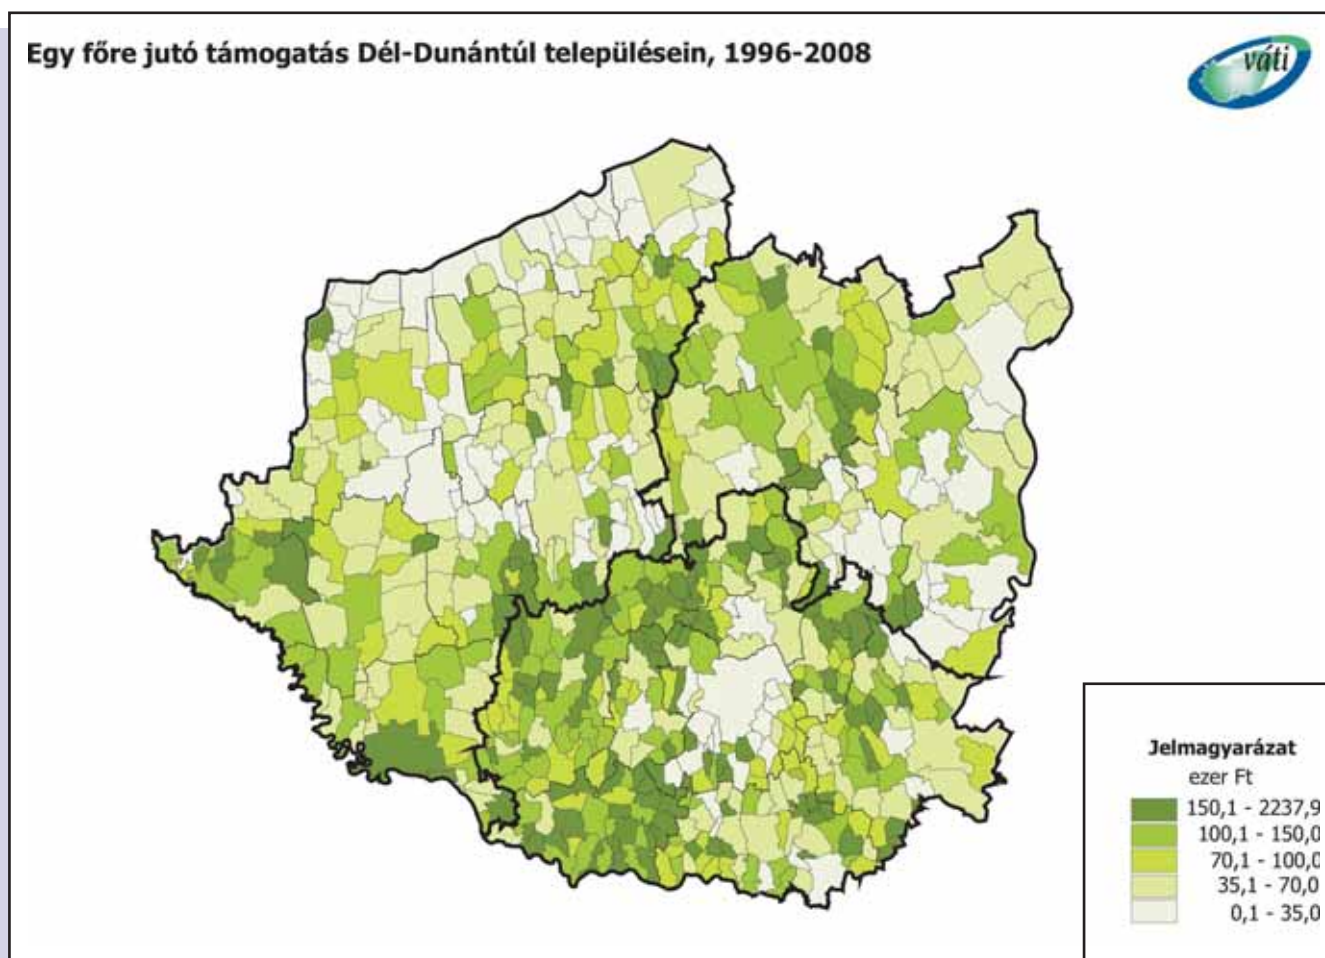 Egy főre jutó támogatás Dél-Dunántúl településein, 1996-2008
váti
Jelmagyarázat
ezer Ft
150,1 - 2237,9
100,1 - 150,0
70,1 - 100,0
35,1 - 70,0
0,1 - 35,0